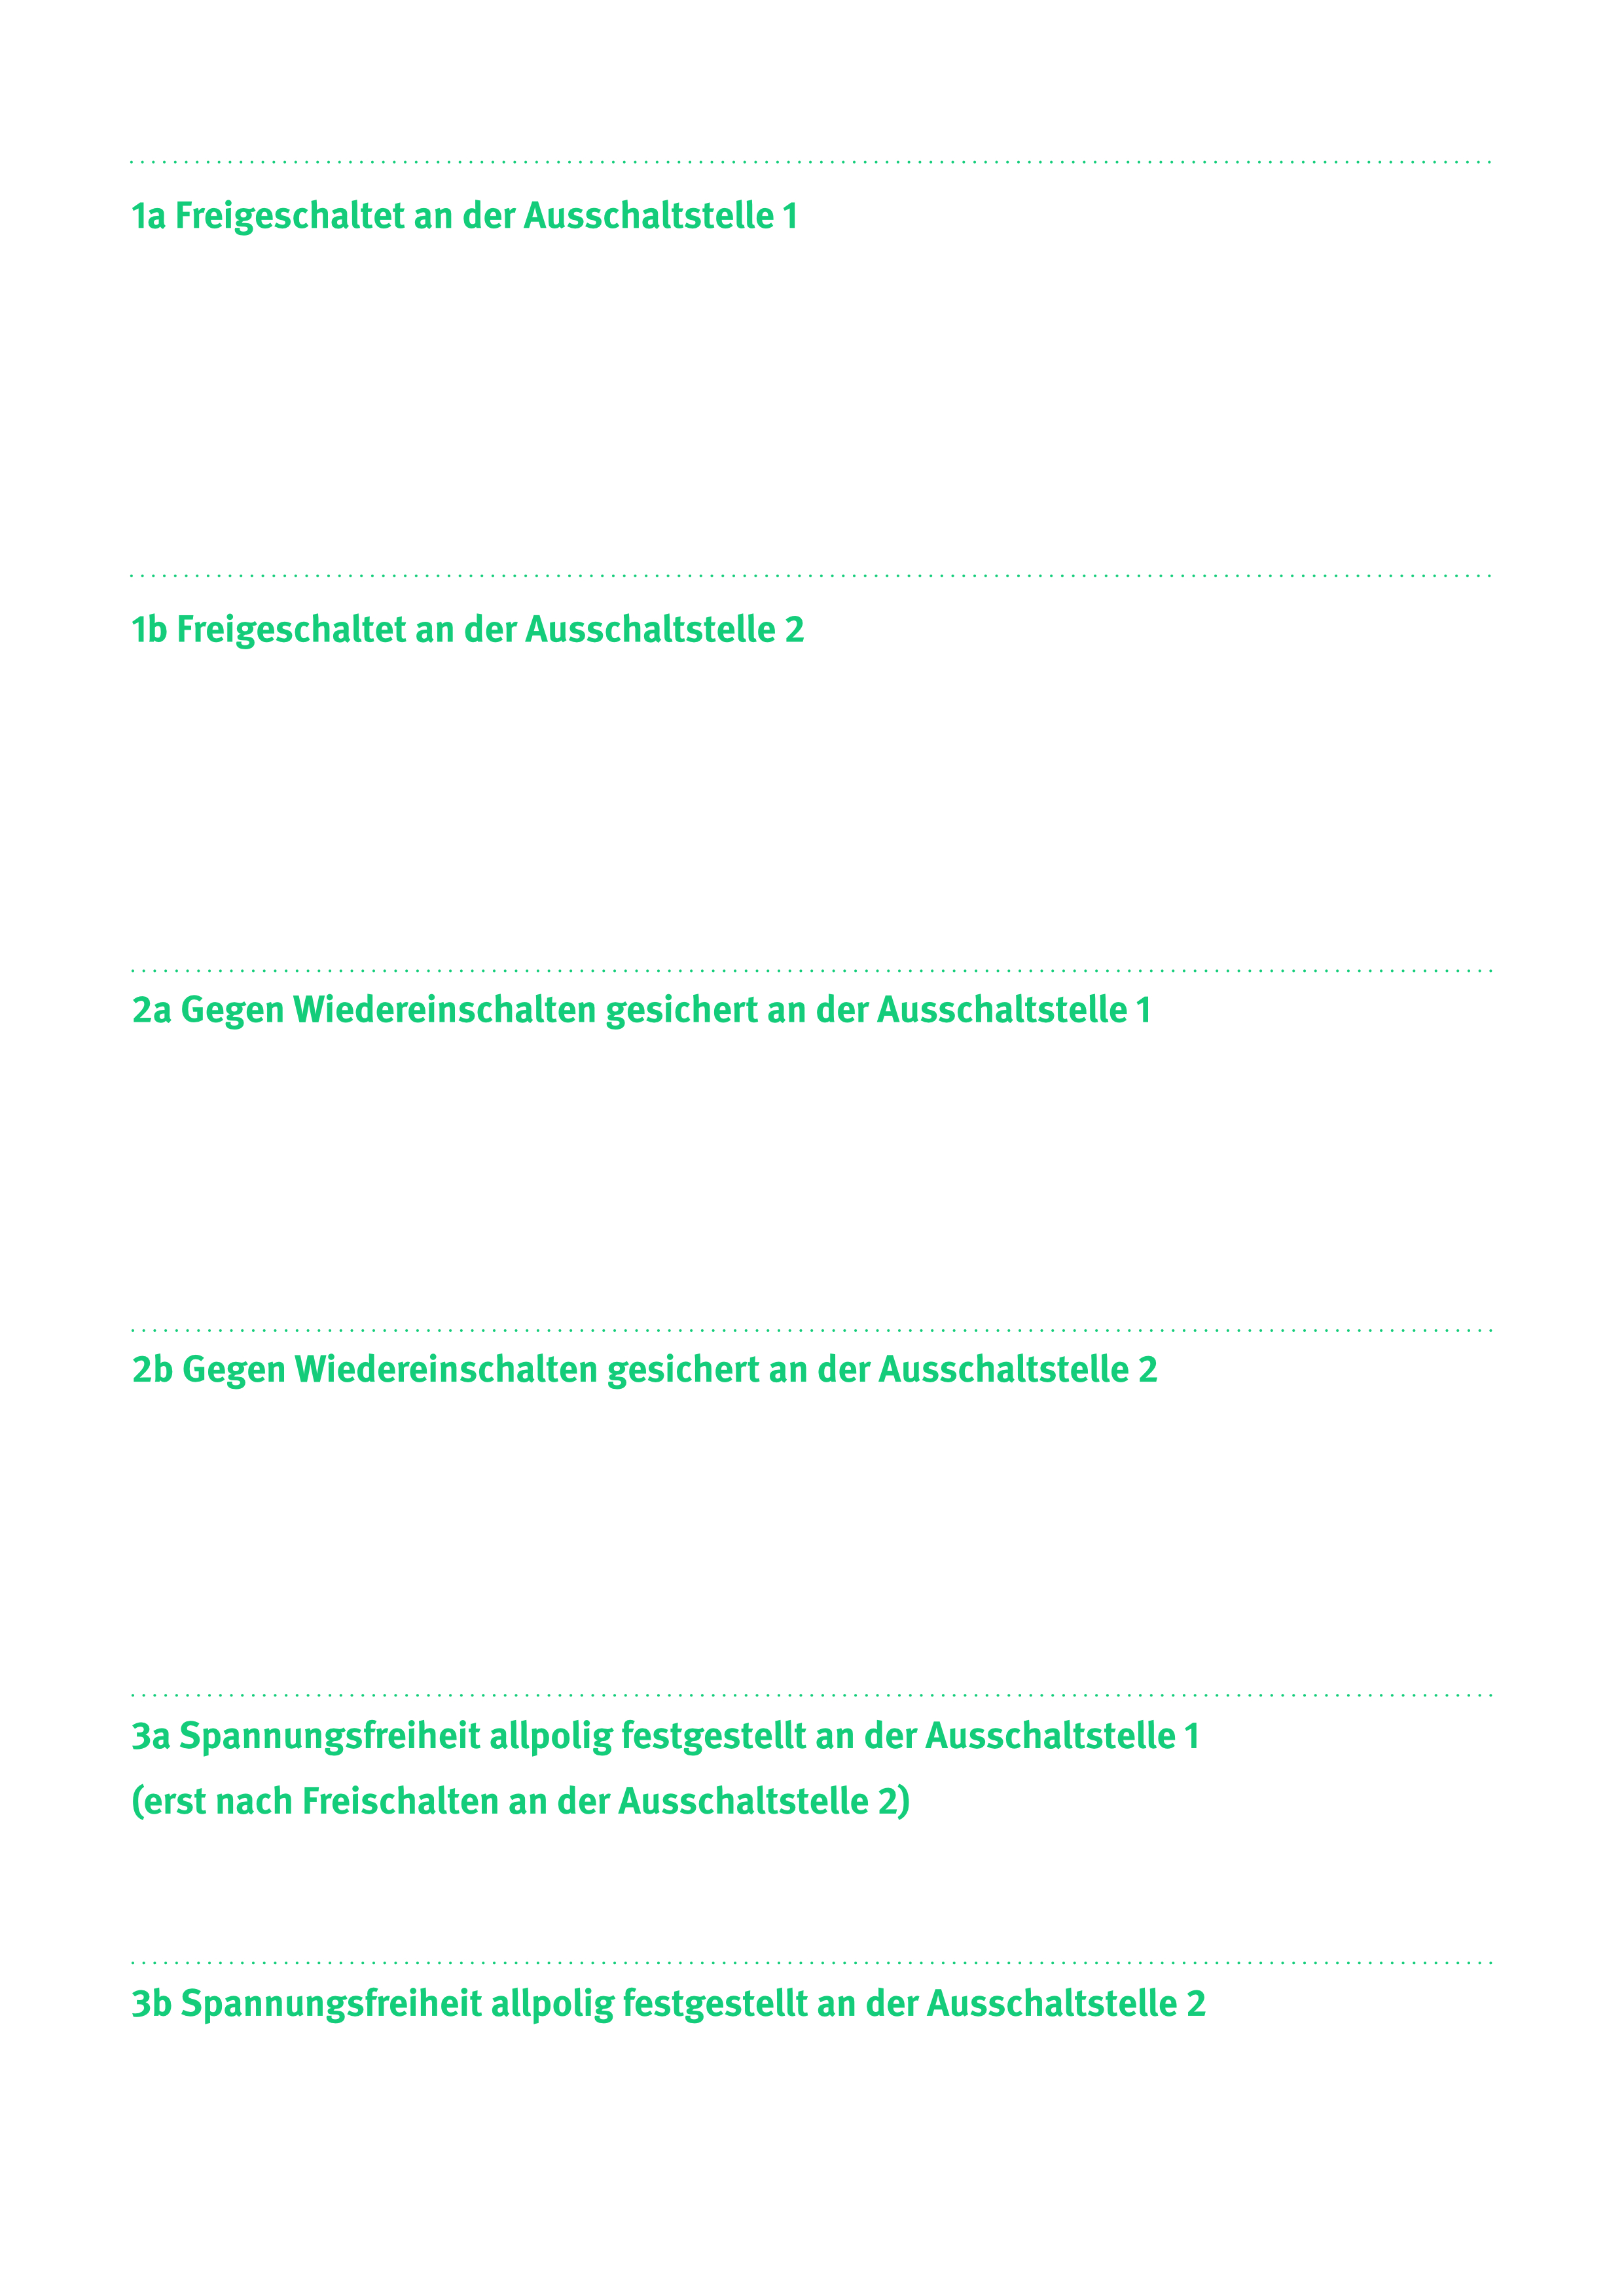 1a Freigeschaltet an der Ausschaltstelle 1
1b Freigeschaltet an der Ausschaltstelle 2
2a Gegen Wiedereinschalten gesichert an der Ausschaltstelle 1
2b Gegen Wiedereinschalten gesichert an der Ausschaltstelle 2
3a Spannungsfreiheit allpolig festgestellt an der Ausschaltstelle 1
(erst nach Freischalten an der Ausschaltstelle 2)
3b Spannungsfreiheit allpolig festgestellt an der Ausschaltstelle 2